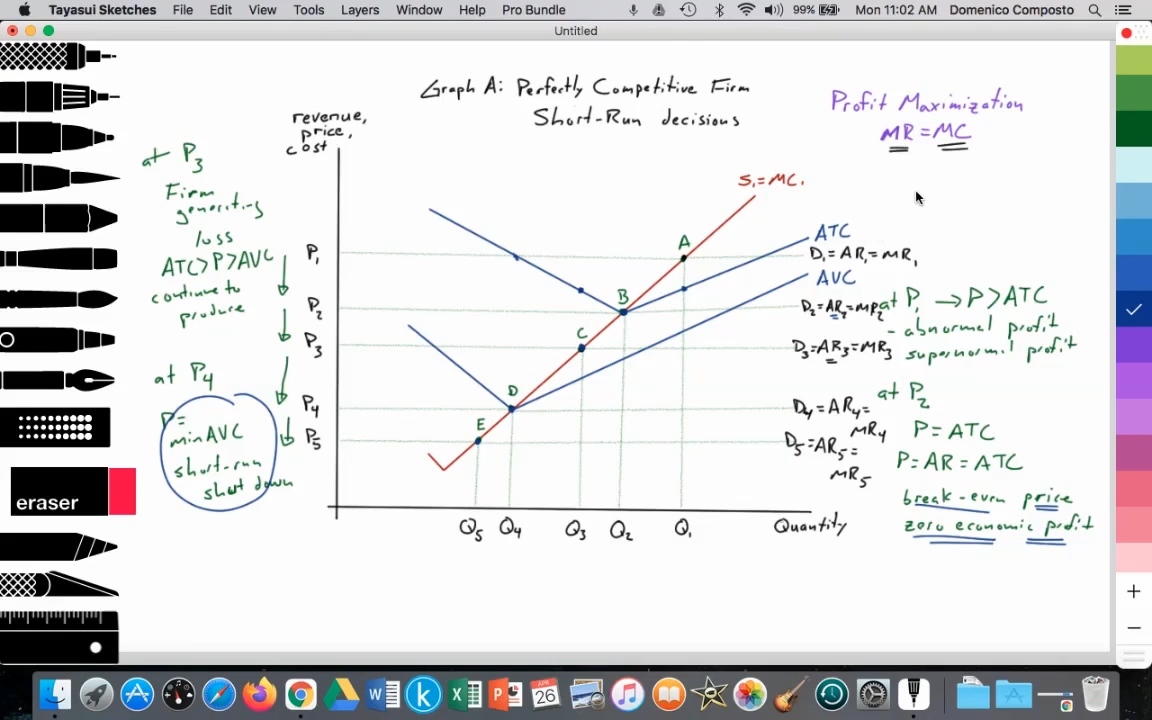 Tayasui Sketches File Edit View Tools Layers Window Help Pro Bundle 99% Mon 11:02 AM Domenico Composto
Untitled
Graph A: Perfectly Competitive Firm
Short-Run decisions
Profit Maximization
MR = MC
revenue,
price,
cost
at P3
Firm
generating
loss
ATC > P > AVC
continue to
produce
at P4
P =
min AVC
short-run
shut down
S1 = MC1
ATC
D1 = AR1 = MR1
AVC
D2 = AR2 = MR2
D3 = AR3 = MR3
D4 = AR4 =
MR4
D5 = AR5 =
MR5
P1
P2
P3
P4
P5
A
B
C
D
E
Q5 Q4 Q3 Q2 Q1 Quantity
at P1 → P > ATC
- abnormal profit
supernormal profit
at P2
P = ATC
P = AR = ATC
break-even price
zero economic profit
eraser
APR
26
W
k
X
P